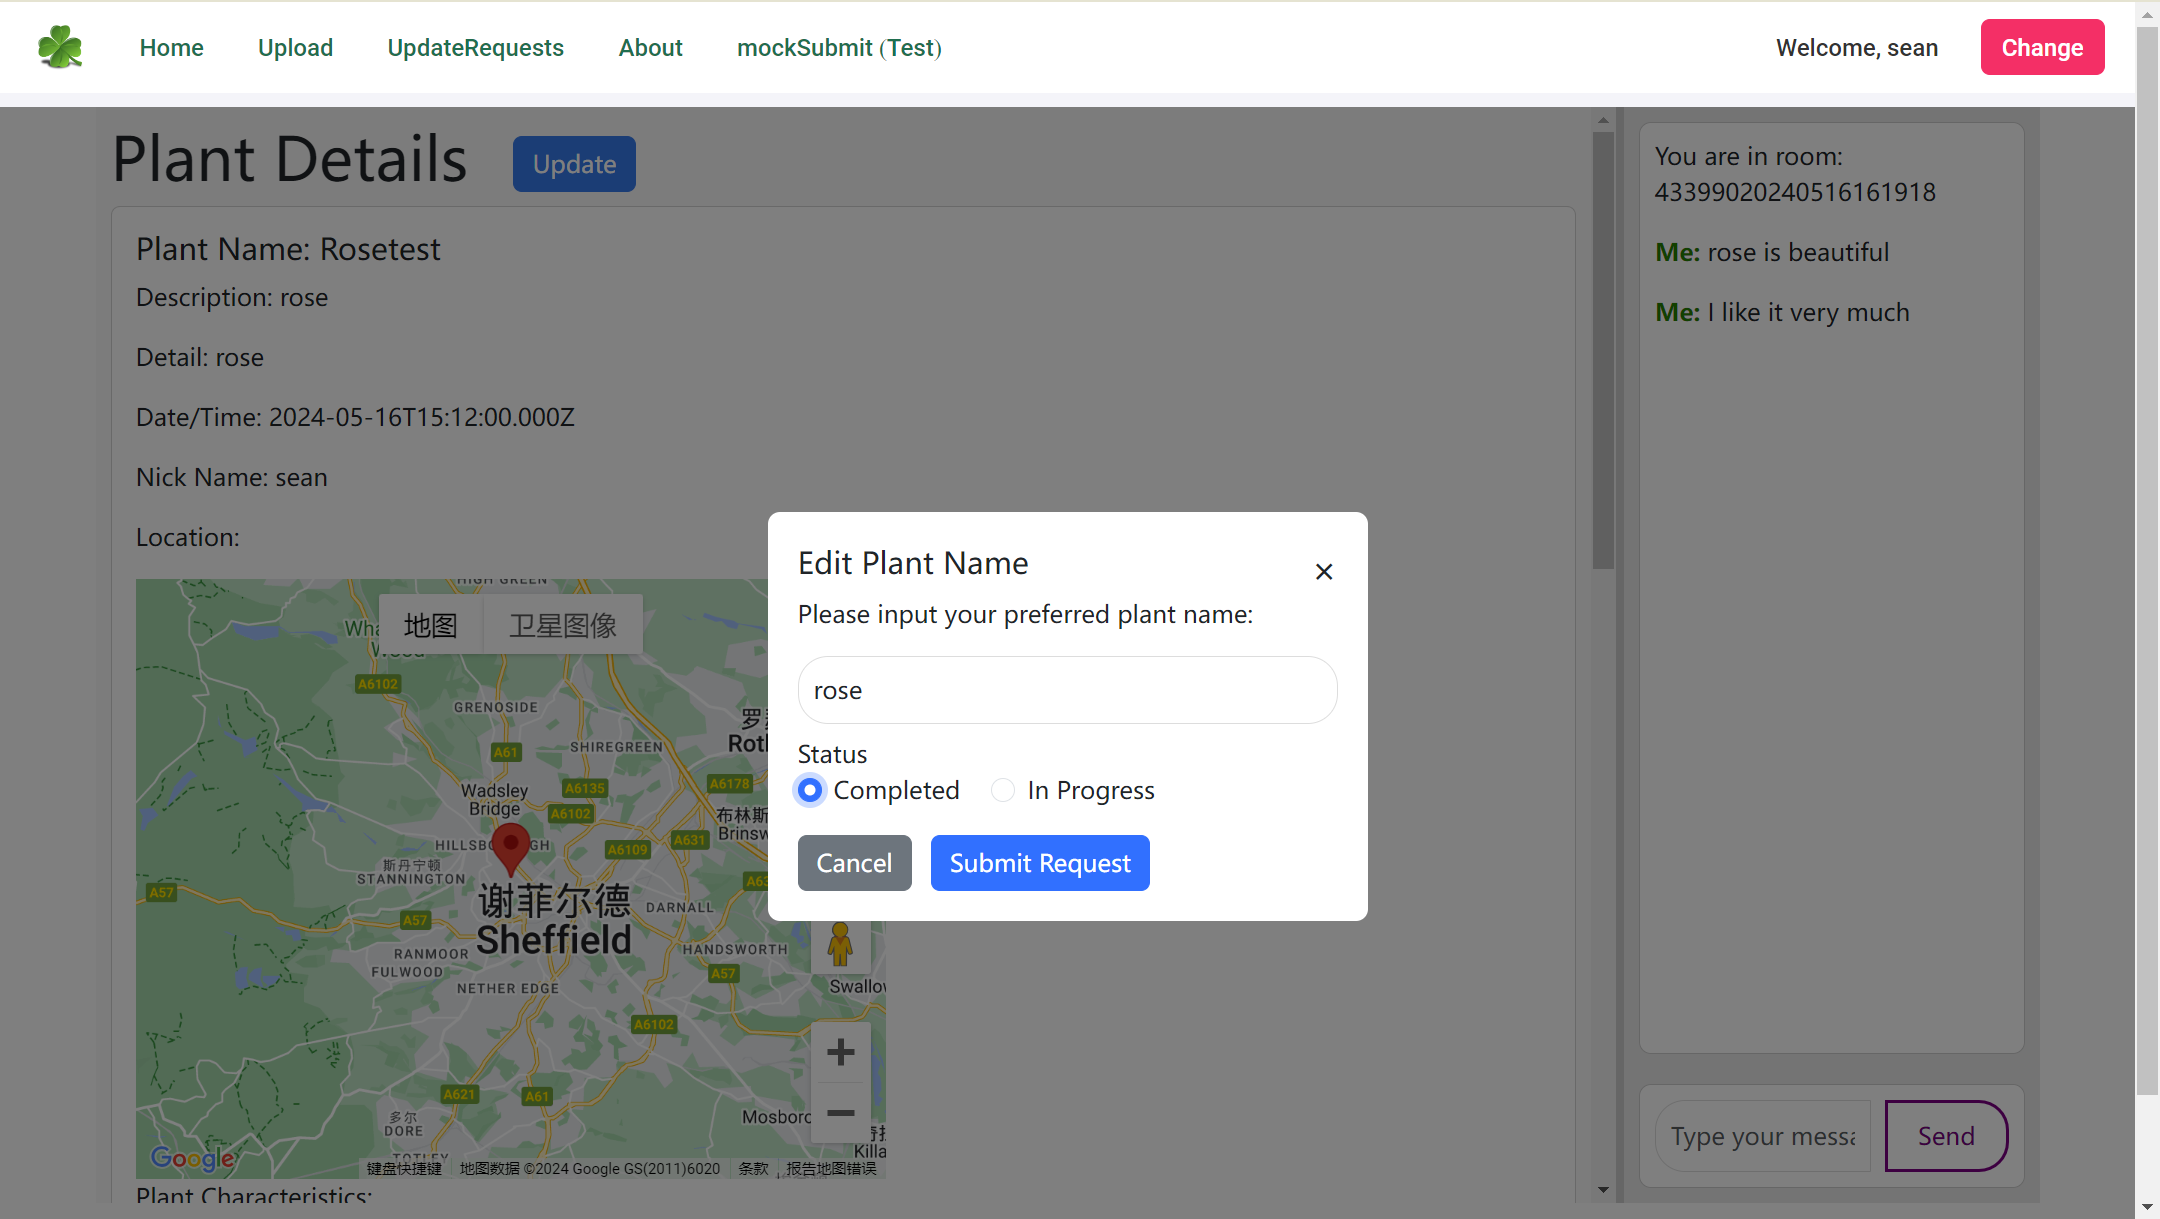 Home Upload UpdateRequests About mockSubmit (Test) Welcome, sean Change
Plant Details Update
Plant Name: Rosetest
Description: rose
Detail: rose
Date/Time: 2024-05-16T15:12:00.000Z
Nick Name: sean
Location:
HIGH GREEN
地图 卫星图像
A6102
GRENOSIDE
A61
SHIREGREEN
Wadsley
Bridge
A6135
A6178
A6102
A6109
A631
斯丹宁顿
STANNINGTON
A57
谢菲尔德
Sheffield
DARNALL
A57
RANMOOR
FULWOOD
HANDSWORTH
A57
NETHER EDGE
A6102
A621
A61
多尔
DORE
TOTLEY
Google
键盘快捷键 地图数据 ©2024 Google GS(2011)6020 条款 报告地图错误
Plant Characteristics:
Edit Plant Name
Please input your preferred plant name:
rose
Status
Completed In Progress
Cancel Submit Request
You are in room:
43399020240516161918
Me: rose is beautiful
Me: I like it very much
Type your messa
Send